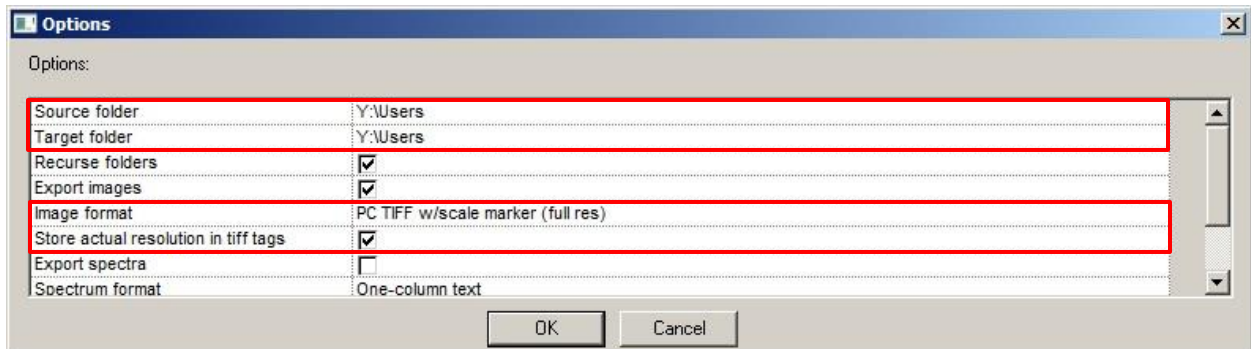 Options
Options:
Source folder Y:\Users
Target folder Y:\Users
Recurse folders
Export images
Image format PC TIFF w/scale marker (full res)
Store actual resolution in tiff tags
Export spectra
Spectrum format One-column text
OK Cancel